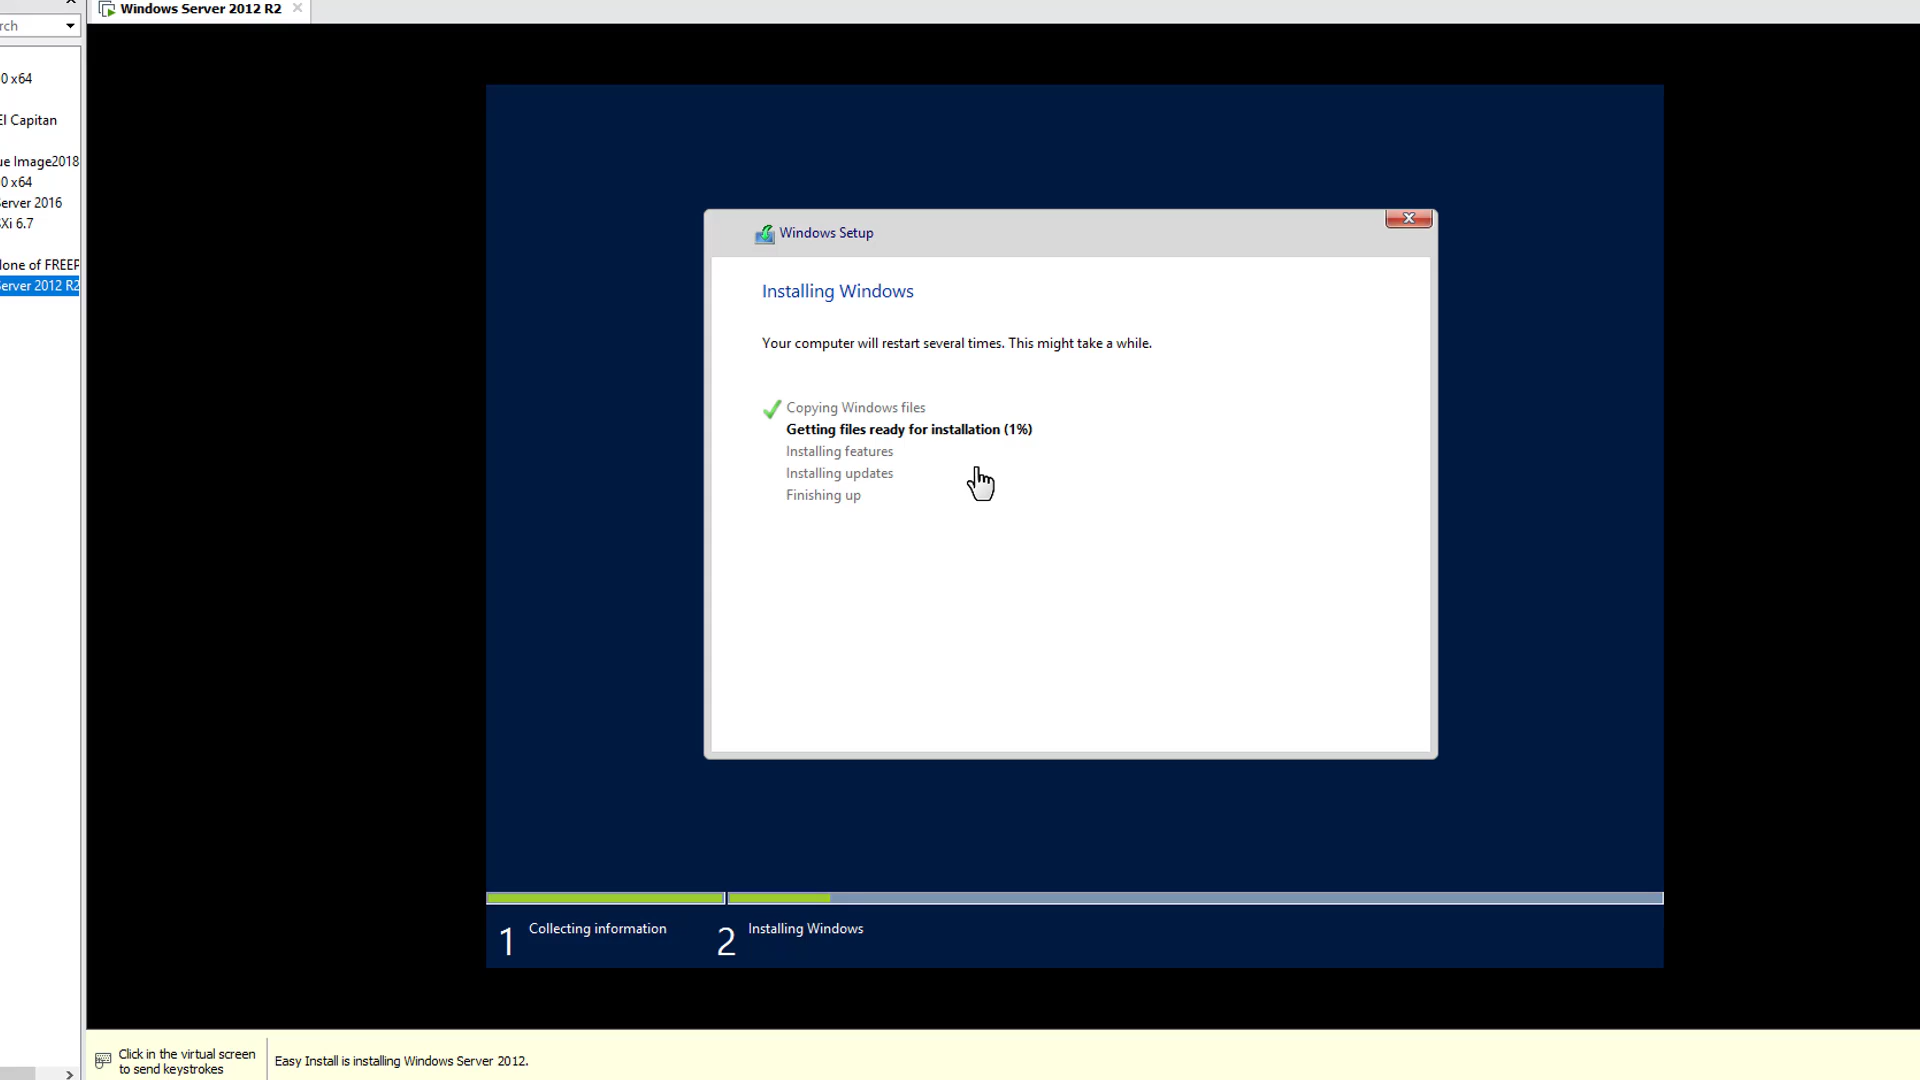 Windows Server 2012 R2
rch
0 x64
El Capitan
ue Image2018
0 x64
Server 2016
Xi 6.7
lone of FREEP
Server 2012 R2
Windows Setup
Installing Windows
Your computer will restart several times. This might take a while.
Copying Windows files
Getting files ready for installation (1%)
Installing features
Installing updates
Finishing up
1 Collecting information
2 Installing Windows
Click in the virtual screen
to send keystrokes
Easy Install is installing Windows Server 2012.